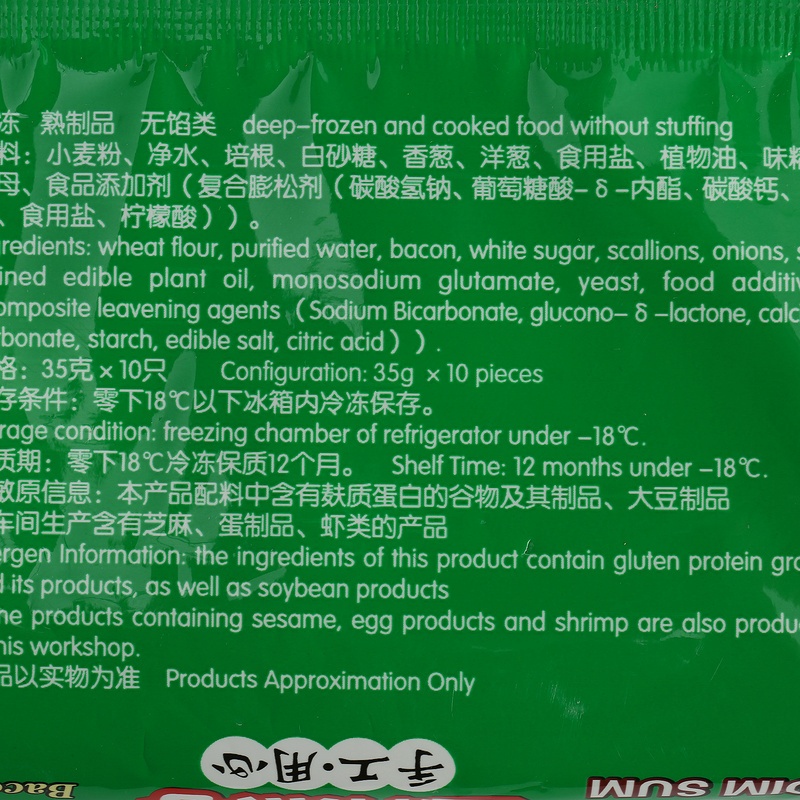 冻 熟制品 无馅类 deep-frozen and cooked food without stuffing
料：小麦粉、净水、培根、白砂糖、香葱、洋葱、食用盐、植物油、味精
母、食品添加剂（复合膨松剂（碳酸氢钠、葡萄糖酸-δ-内酯、碳酸钙、
、食用盐、柠檬酸））。
redients: wheat flour, purified water, bacon, white sugar, scallions, onions, s
ined edible plant oil, monosodium glutamate, yeast, food additiv
omposite leavening agents（Sodium Bicarbonate, glucono-δ-lactone, calc
rbonate, starch, edible salt, citric acid））.
格：35克×10只 Configuration: 35g ×10 pieces
存条件：零下18℃以下冰箱内冷冻保存。
rage condition: freezing chamber of refrigerator under -18℃.
质期：零下18℃冷冻保质12个月。 Shelf Time: 12 months under -18℃.
敏原信息：本产品配料中含有麸质蛋白的谷物及其制品、大豆制品
车间生产含有芝麻、蛋制品、虾类的产品
ergen Information: the ingredients of this product contain gluten protein gra
d its products, as well as soybean products
he products containing sesame, egg products and shrimp are also produ
his workshop.
品以实物为准 Products Approximation Only
手工·用心
DIM SUM
Baco